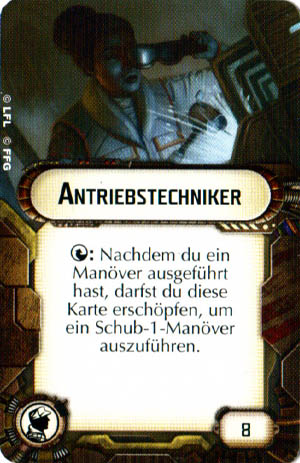 © LFL © FFG
ANTRIEBSTECHNIKER
: Nachdem du ein
Manöver ausgeführt
hast, darfst du diese
Karte erschöpfen, um
ein Schub-1-Manöver
auszuführen.
8